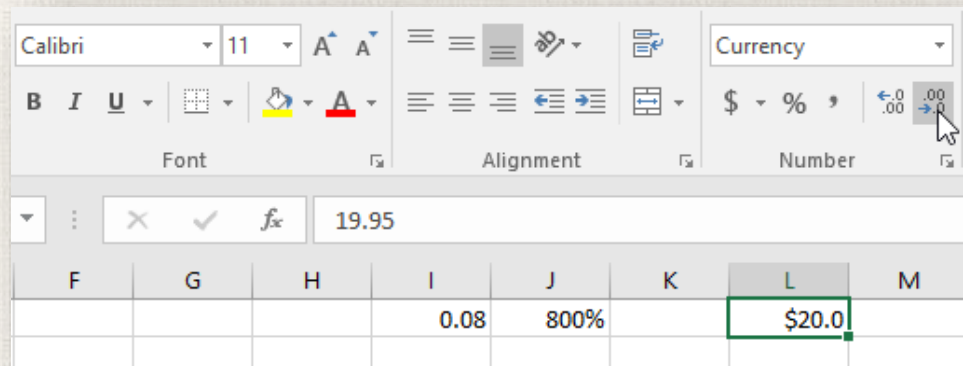 Calibri 11 A A Currency
B I U A $ % , .0 .00 .00 .0
Font Alignment Number
fx 19.95
F G H I J K L M
0.08 800% $20.0